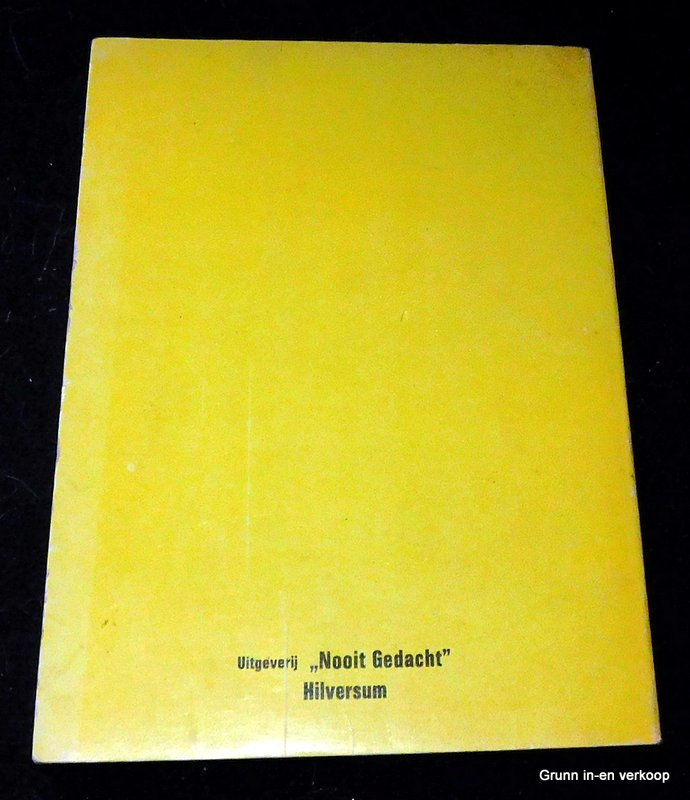 Uitgeverij „Nooit Gedacht”
Hilversum
Grunn in-en verkoop